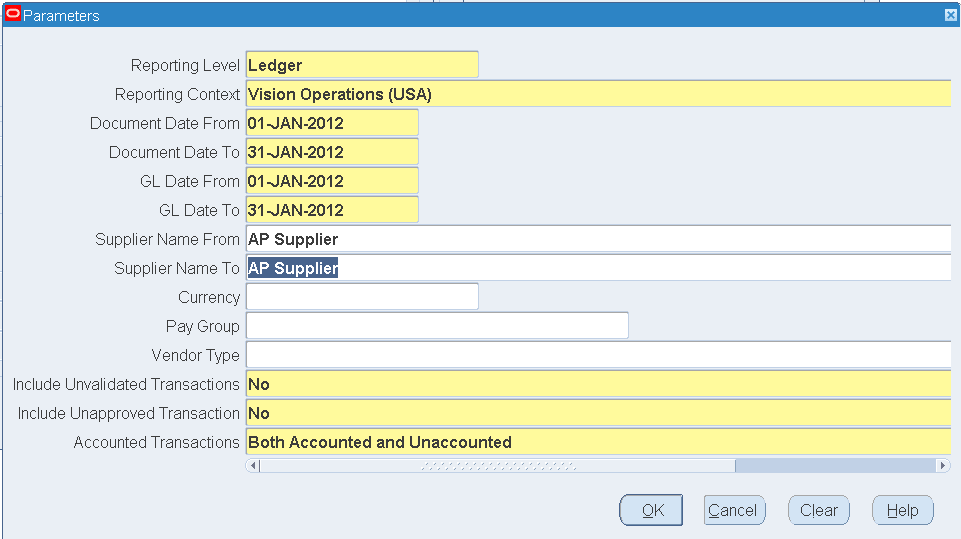 Parameters
Reporting Level Ledger
Reporting Context Vision Operations (USA)
Document Date From 01-JAN-2012
Document Date To 31-JAN-2012
GL Date From 01-JAN-2012
GL Date To 31-JAN-2012
Supplier Name From AP Supplier
Supplier Name To AP Supplier
Currency
Pay Group
Vendor Type
Include Unvalidated Transactions No
Include Unapproved Transaction No
Accounted Transactions Both Accounted and Unaccounted
OK Cancel Clear Help